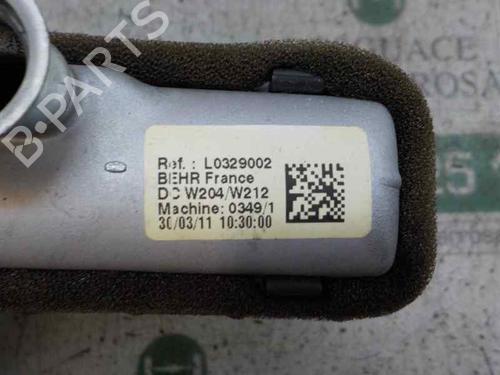 B-PARTS
Ref. : L0329002
BEHR France
DC W204/W212
Machine: 0349/1
30/03/11 10:30:00